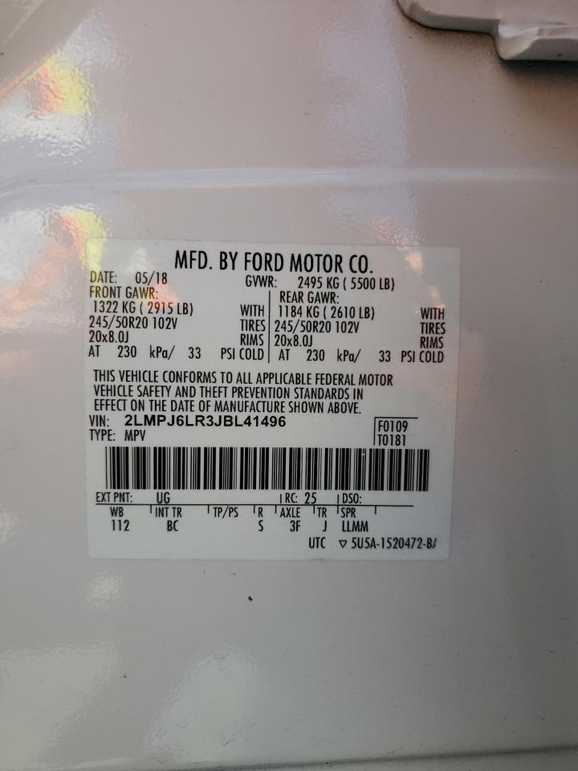 MFD. BY FORD MOTOR CO.
DATE: 05/18 GVWR: 2495 KG ( 5500 LB)
FRONT GAWR: REAR GAWR:
1322 KG ( 2915 LB) WITH 1184 KG ( 2610 LB) WITH
245/50R20 102V TIRES 245/50R20 102V TIRES
20x8.0J RIMS 20x8.0J RIMS
AT 230 kPa/ 33 PSI COLD AT 230 kPa/ 33 PSI COLD
THIS VEHICLE CONFORMS TO ALL APPLICABLE FEDERAL MOTOR
VEHICLE SAFETY AND THEFT PREVENTION STANDARDS IN
EFFECT ON THE DATE OF MANUFACTURE SHOWN ABOVE.
VIN: 2LMPJ6LR3JBL41496 F0109
TYPE: MPV T0181
EXT PNT: UG RC: 25 DSO:
WB INT TR TP/PS R AXLE TR SPR
112 BC S 3F J LLMM
UTC ▽ 5U5A-1520472-B